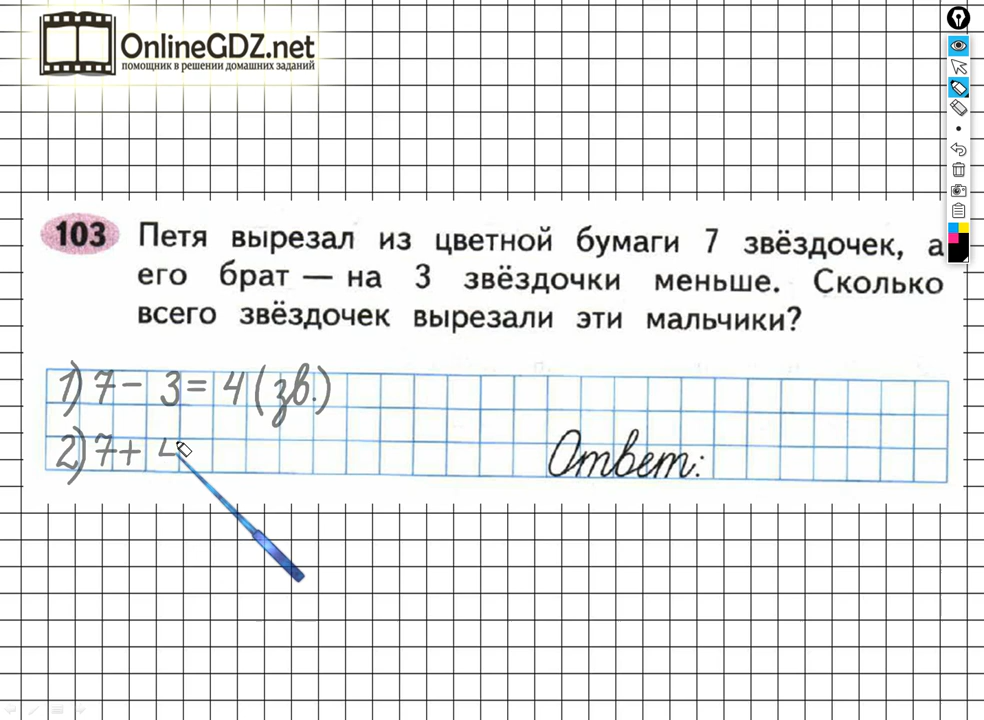 OnlineGDZ.net
помощник в решении домашних заданий
103 Петя вырезал из цветной бумаги 7 звёздочек, а
его брат — на 3 звёздочки меньше. Сколько
всего звёздочек вырезали эти мальчики?
1) 7 - 3 = 4 (зв.)
2) 7 + 4
Ответ: